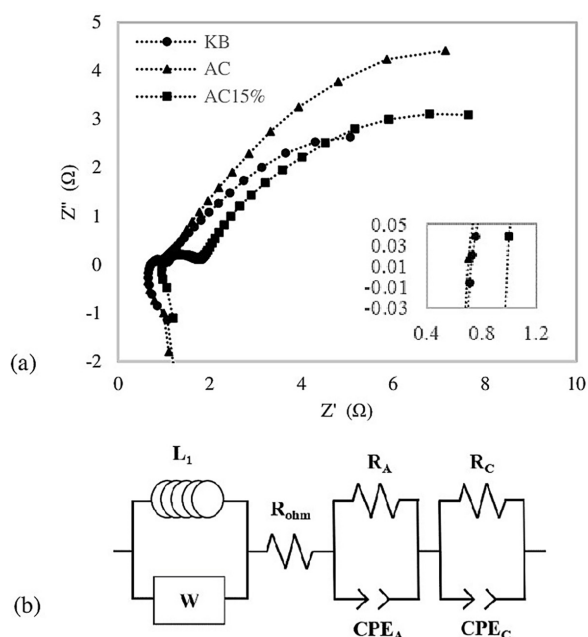 (a)
5
4
3
2
1
0
-1
-2
Z" (Ω)
KB
AC
AC15%
0.05
0.03
0.01
-0.01
-0.03
0.4 0.8 1.2
0 2 4 6 8 10
Z' (Ω)
(b)
L1
W
Rohm
RA
CPEA
RC
CPEC